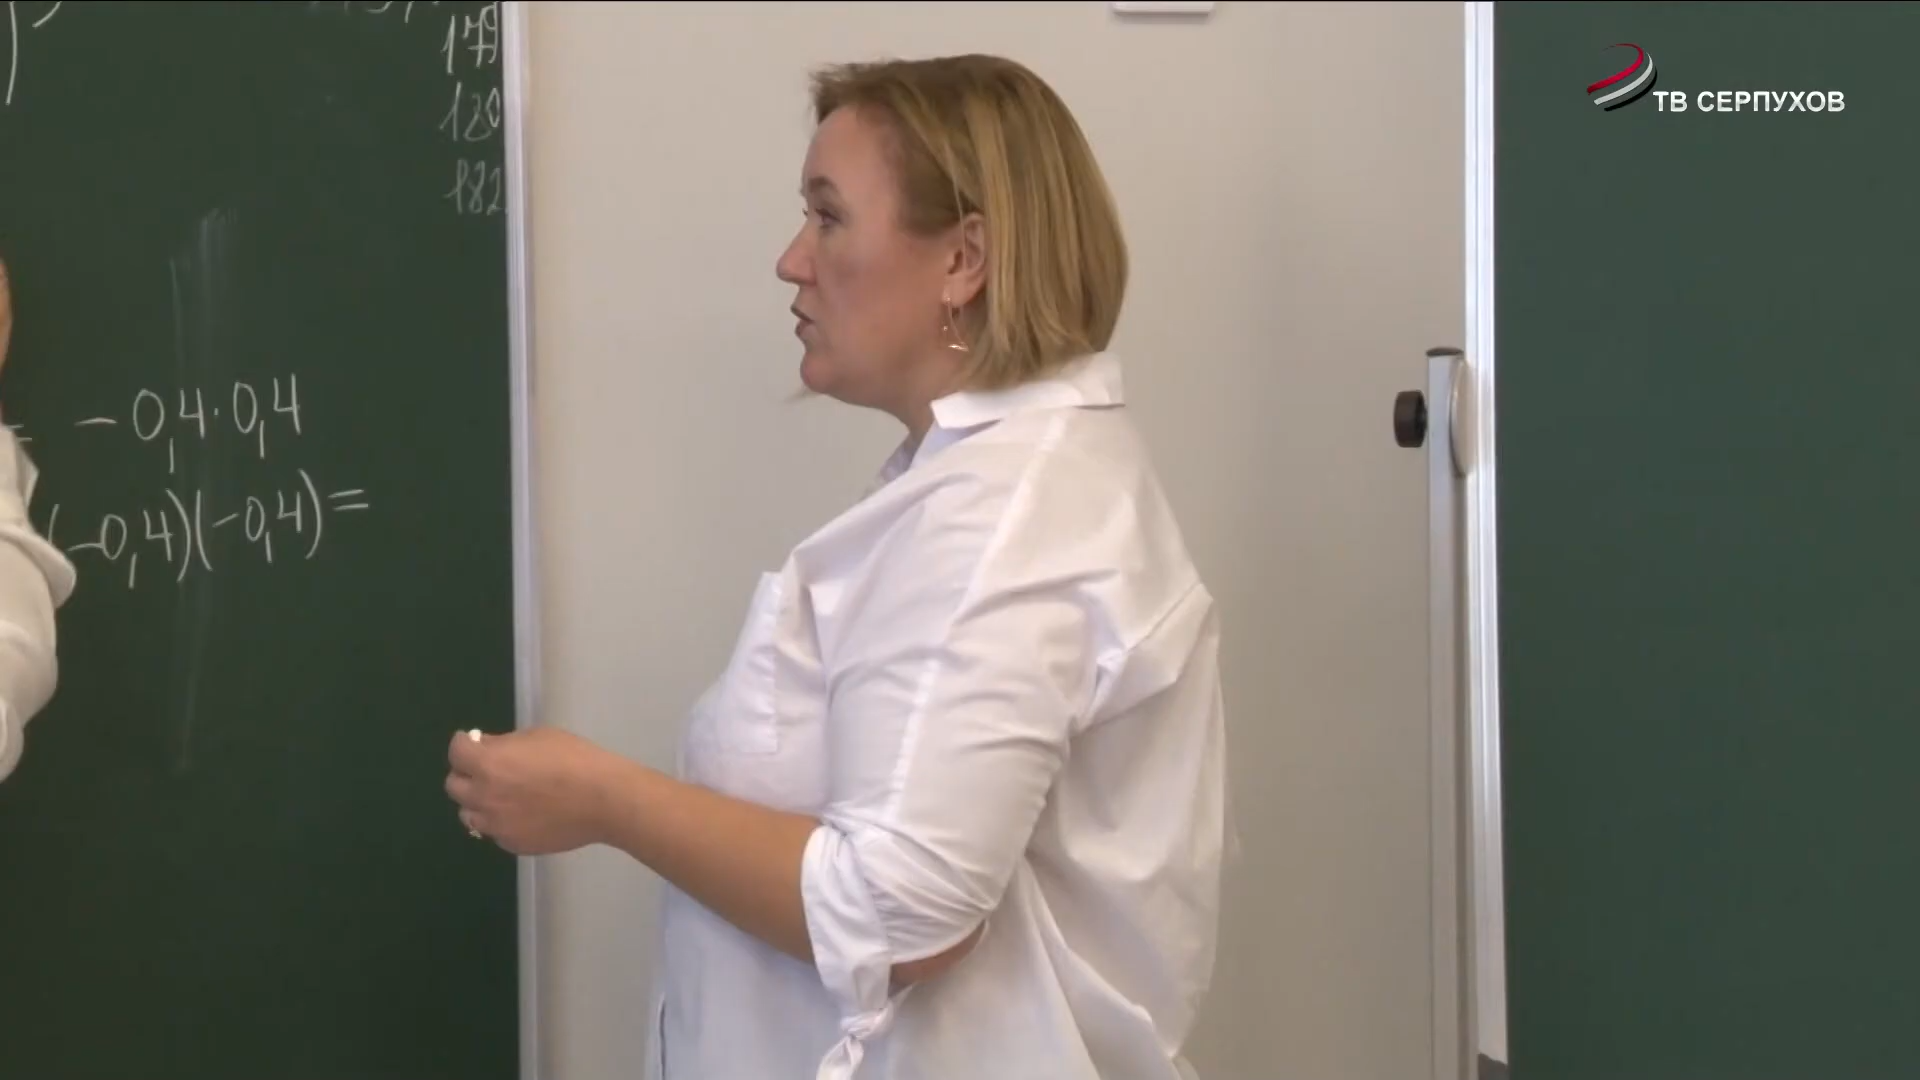 179
180
182
ТВ СЕРПУХОВ
= - 0,4 · 0,4
(-0,4)(-0,4)=